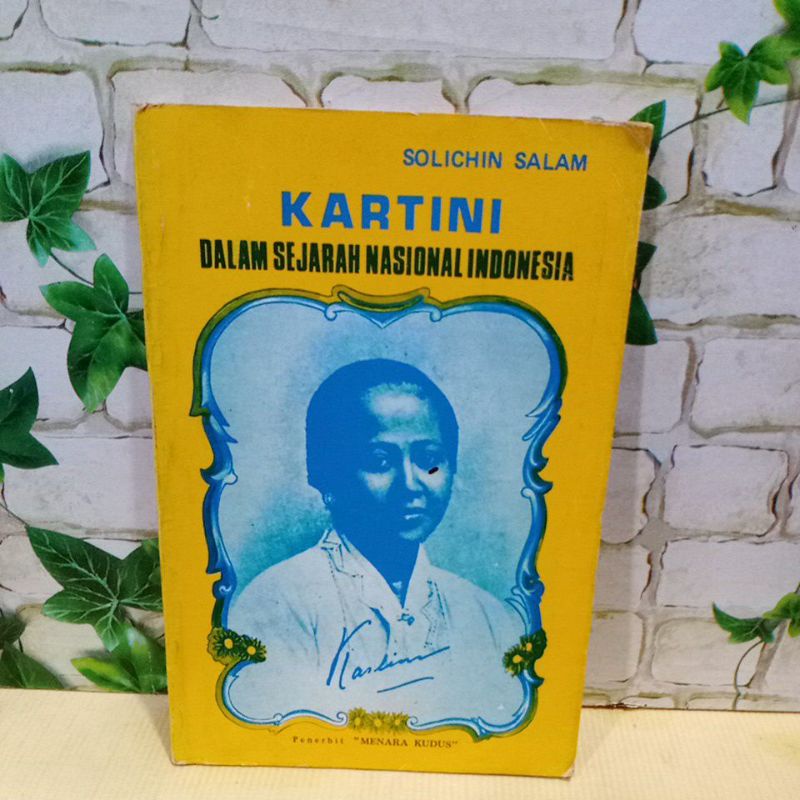 SOLICHIN SALAM
KARTINI
DALAM SEJARAH NASIONAL INDONESIA
Kartini
Penerbit "MENARA KUDUS"